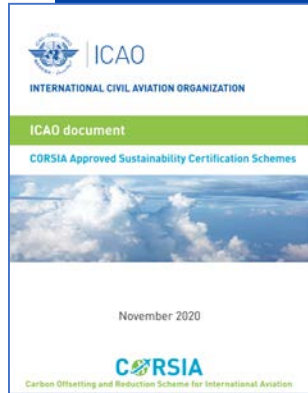 ICAO
INTERNATIONAL CIVIL AVIATION ORGANIZATION
ICAO document
CORSIA Approved Sustainability Certification Schemes
November 2020
CORSIA
Carbon Offsetting and Reduction Scheme for International Aviation